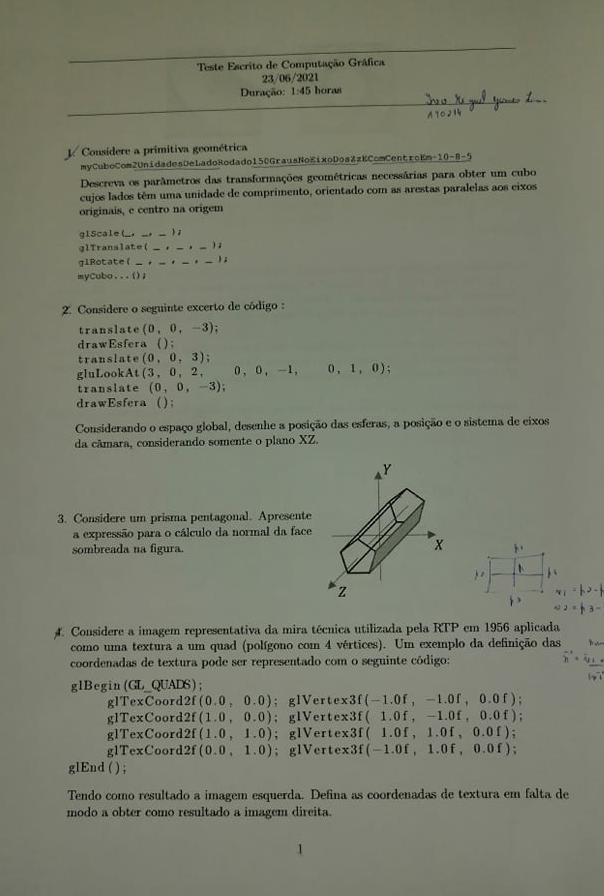 Teste Escrito de Computação Gráfica
23/06/2021
Duração: 1:45 horas
1. Considere a primitiva geométrica
myCuboCom2UnidadesDeLadoRodado150GrausNoEixoDosZzEComCentroEm-10-8-5
Descreva os parâmetros das transformações geométricas necessárias para obter um cubo
cujos lados têm uma unidade de comprimento, orientado com as arestas paralelas aos eixos
originais, e centro na origem
glScale(_, _, _ );
glTranslate( _ , _ , _ );
glRotate( _ , _ , _ , _ );
myCubo...();
2. Considere o seguinte excerto de código :
translate(0, 0, -3);
drawEsfera ();
translate(0, 0, 3);
gluLookAt(3, 0, 2, 0, 0, -1, 0, 1, 0);
translate (0, 0, -3);
drawEsfera ();
Considerando o espaço global, desenhe a posição das esferas, a posição e o sistema de eixos
da câmara, considerando somente o plano XZ.
3. Considere um prisma pentagonal. Apresente
a expressão para o cálculo da normal da face
sombreada na figura.
Y
X
Z
4. Considere a imagem representativa da mira técnica utilizada pela RTP em 1956 aplicada
como uma textura a um quad (polígono com 4 vértices). Um exemplo da definição das
coordenadas de textura pode ser representado com o seguinte código:
glBegin(GL_QUADS);
glTexCoord2f(0.0, 0.0); glVertex3f(-1.0f, -1.0f, 0.0f);
glTexCoord2f(1.0, 0.0); glVertex3f( 1.0f, -1.0f, 0.0f);
glTexCoord2f(1.0, 1.0); glVertex3f( 1.0f, 1.0f, 0.0f);
glTexCoord2f(0.0, 1.0); glVertex3f(-1.0f, 1.0f, 0.0f);
glEnd();
Tendo como resultado a imagem esquerda. Defina as coordenadas de textura em falta de
modo a obter como resultado a imagem direita.
1